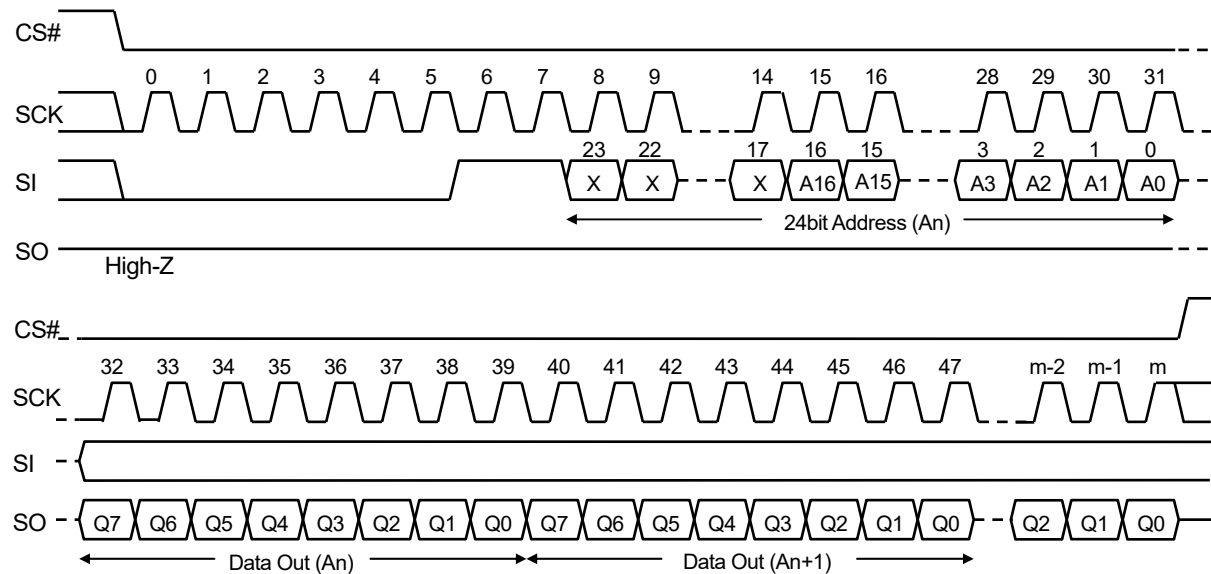 CS#
0 1 2 3 4 5 6 7 8 9 14 15 16 28 29 30 31
SCK
23 22 17 16 15 3 2 1 0
SI X X X A16 A15 A3 A2 A1 A0
24bit Address (An)
SO
High-Z
CS#
32 33 34 35 36 37 38 39 40 41 42 43 44 45 46 47 m-2 m-1 m
SCK
SI
SO Q7 Q6 Q5 Q4 Q3 Q2 Q1 Q0 Q7 Q6 Q5 Q4 Q3 Q2 Q1 Q0 Q2 Q1 Q0
Data Out (An) Data Out (An+1)